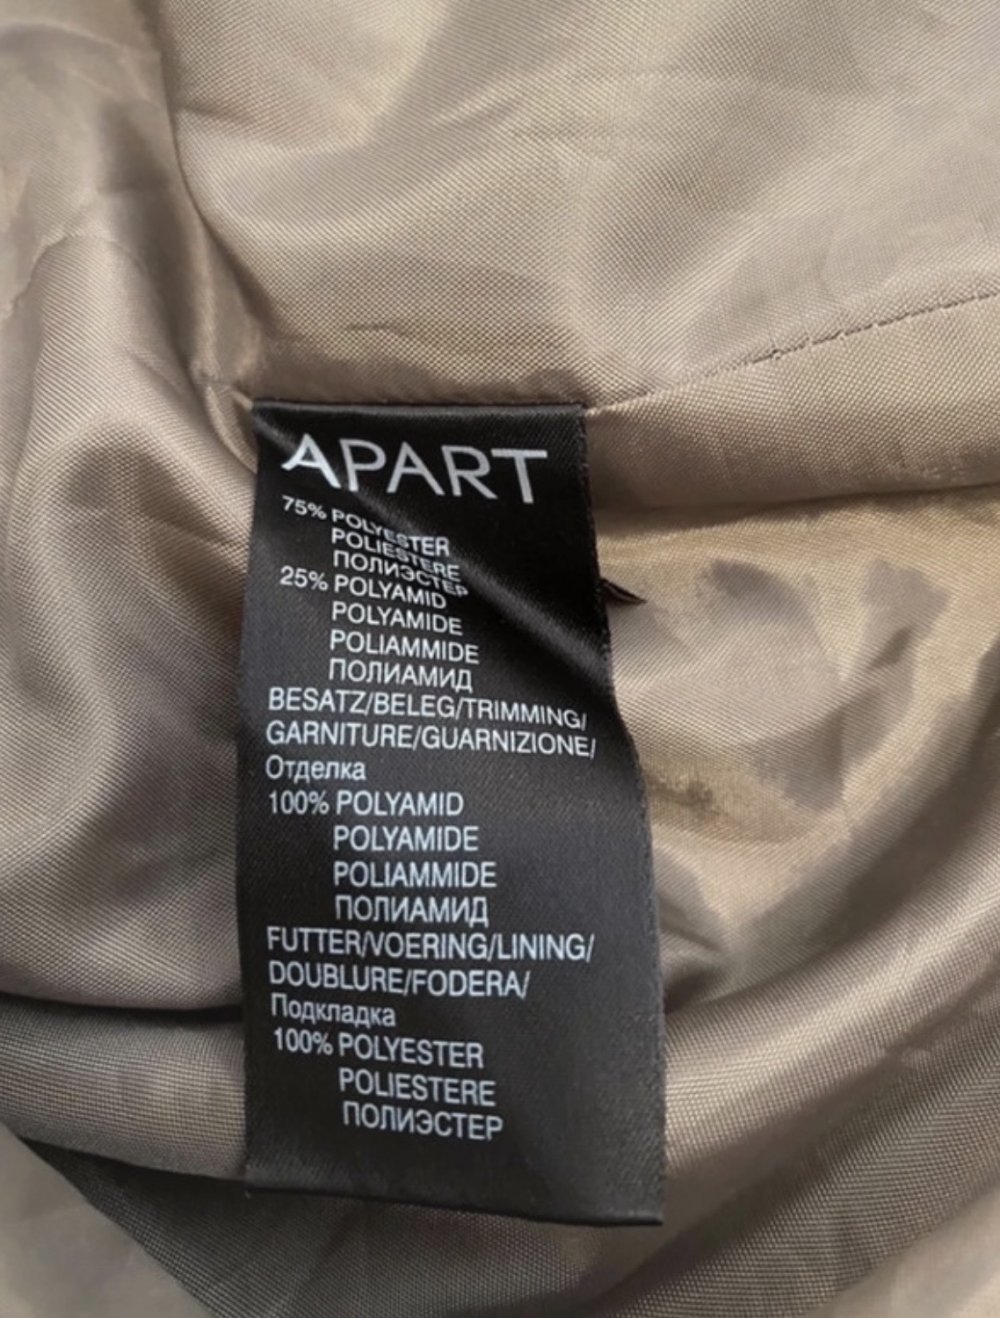 APART
75% POLYESTER
POLIESTERE
ПОЛИЭСТЕР
25% POLYAMID
POLYAMIDE
POLIAMMIDE
ПОЛИАМИД
BESATZ/BELEG/TRIMMING/
GARNITURE/GUARNIZIONE/
Отделка
100% POLYAMID
POLYAMIDE
POLIAMMIDE
ПОЛИАМИД
FUTTER/VOERING/LINING/
DOUBLURE/FODERA/
Подкладка
100% POLYESTER
POLIESTERE
ПОЛИЭСТЕР